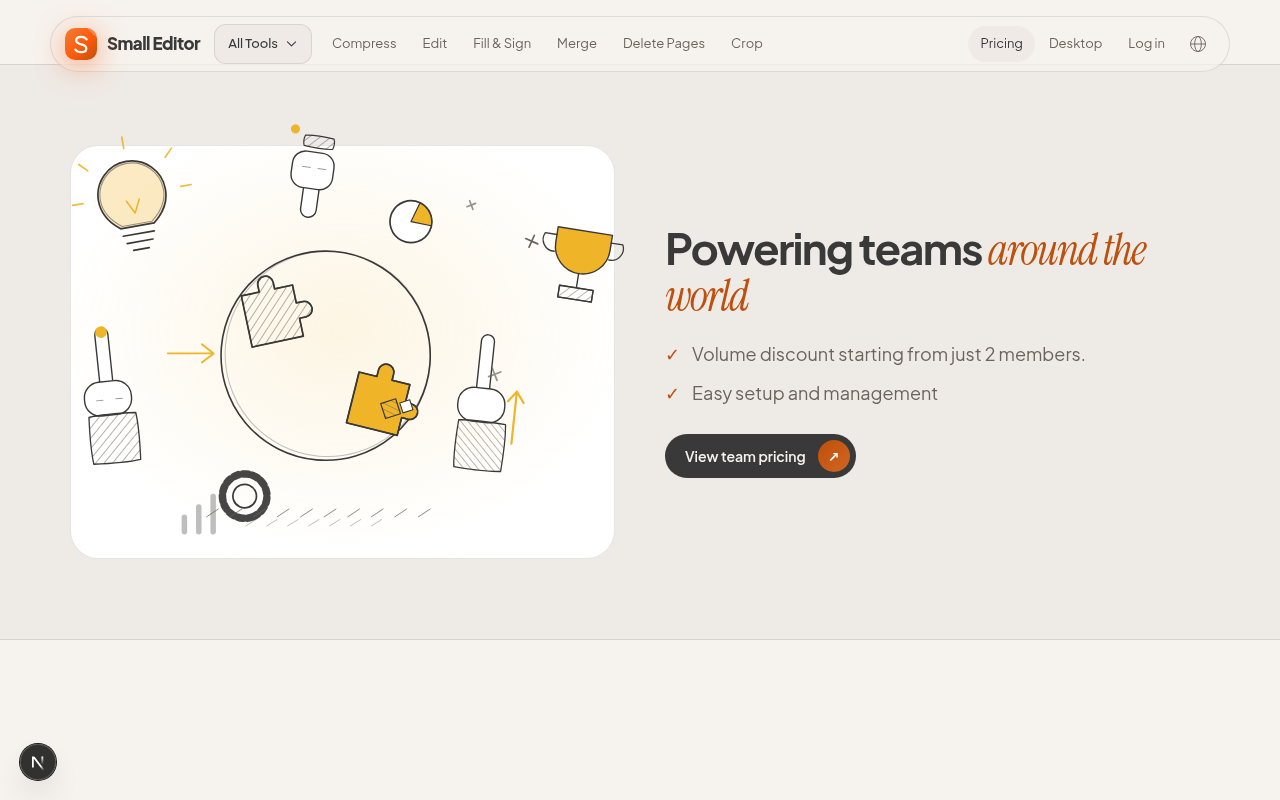 S Small Editor All Tools Compress Edit Fill & Sign Merge Delete Pages Crop Pricing Desktop Log in
Powering teams around the
world
✓ Volume discount starting from just 2 members.
✓ Easy setup and management
View team pricing ↗
N